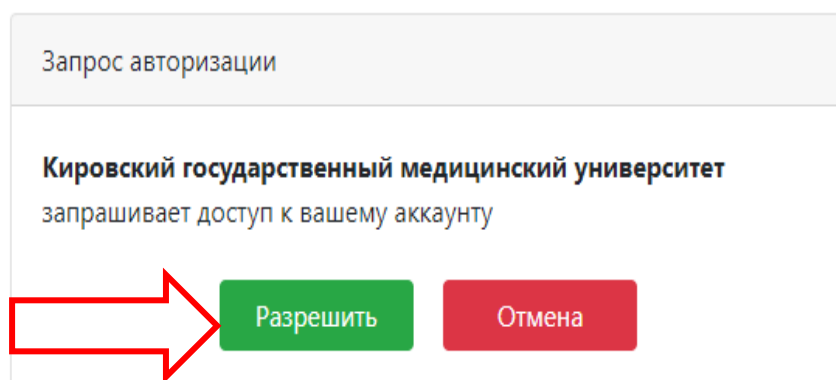 Запрос авторизации
Кировский государственный медицинский университет
запрашивает доступ к вашему аккаунту
Разрешить Отмена